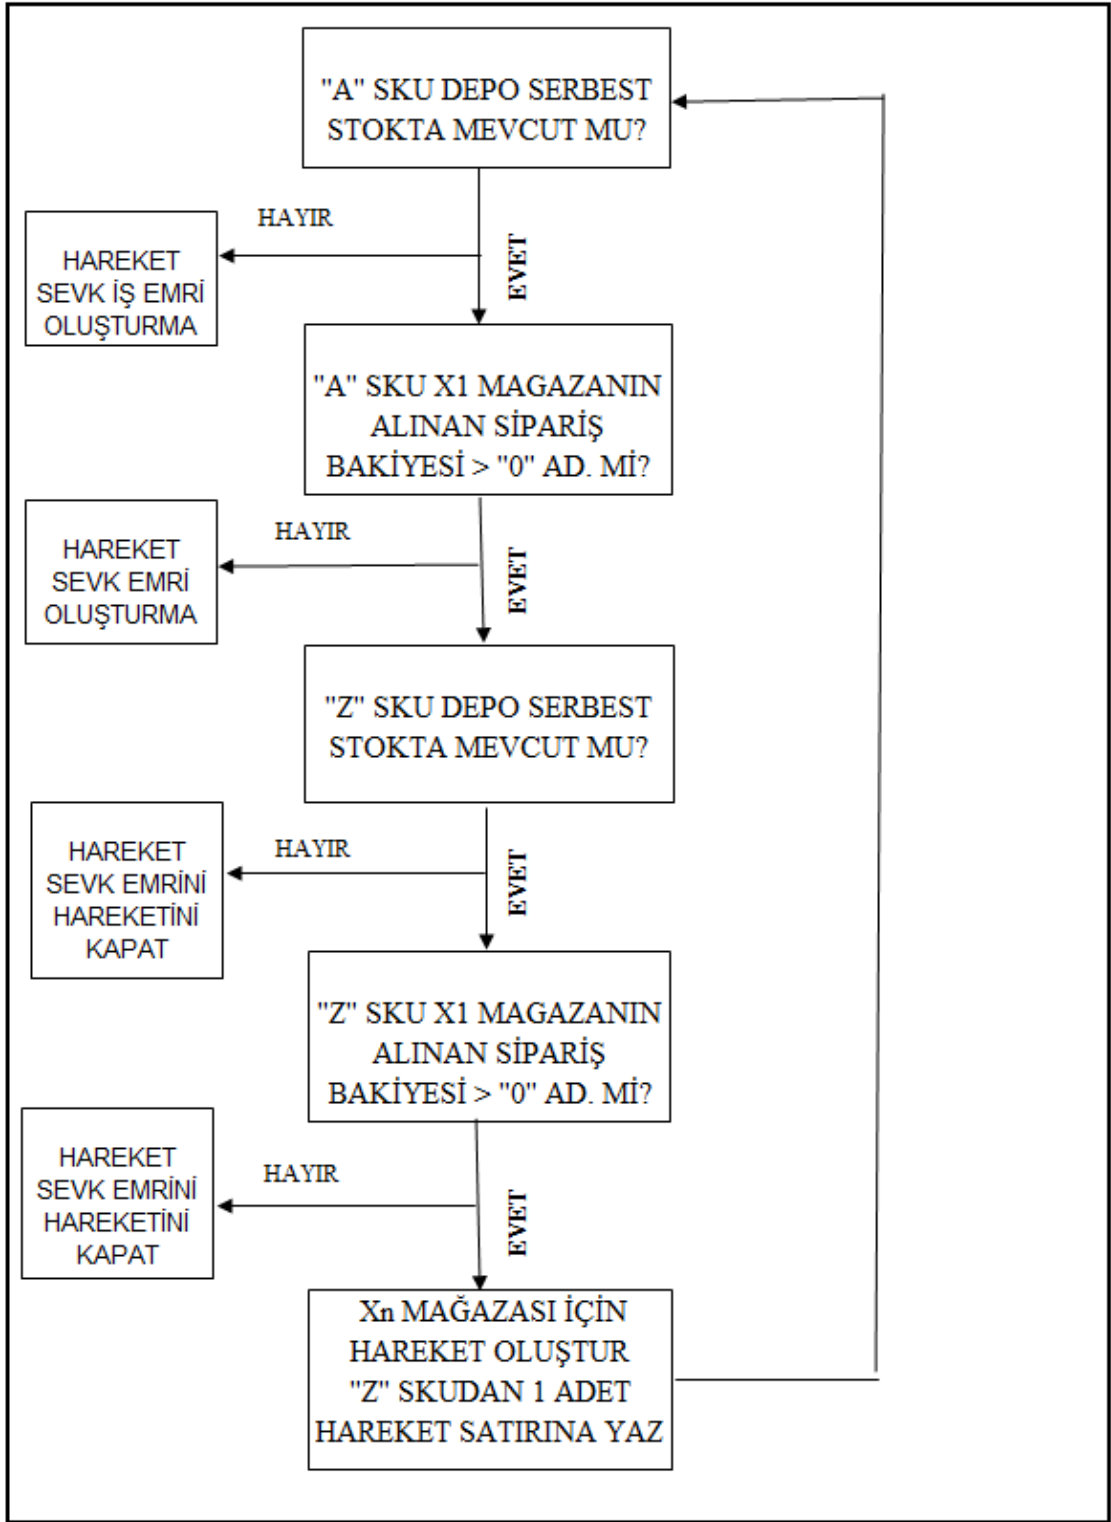 "A" SKU DEPO SERBEST
STOKTA MEVCUT MU?
HAYIR
EVET
HAREKET
SEVK İŞ EMRİ
OLUŞTURMA
"A" SKU X1 MAGAZANIN
ALINAN SİPARİŞ
BAKİYESİ > "0" AD. Mİ?
HAYIR
EVET
HAREKET
SEVK EMRİ
OLUŞTURMA
"Z" SKU DEPO SERBEST
STOKTA MEVCUT MU?
HAYIR
EVET
HAREKET
SEVK EMRİNİ
HAREKETİNİ
KAPAT
"Z" SKU X1 MAGAZANIN
ALINAN SİPARİŞ
BAKİYESİ > "0" AD. Mİ?
HAYIR
EVET
HAREKET
SEVK EMRİNİ
HAREKETİNİ
KAPAT
Xn MAĞAZASI İÇİN
HAREKET OLUŞTUR
"Z" SKUDAN 1 ADET
HAREKET SATIRINA YAZ